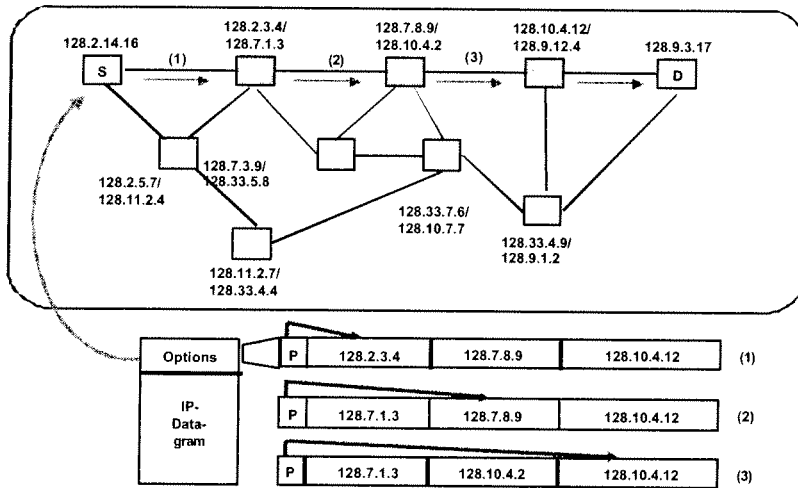 128.2.14.16
128.2.3.4/
128.7.1.3
128.7.8.9/
128.10.4.2
128.10.4.12/
128.9.12.4
128.9.3.17
(1)
(2)
(3)
S
D
128.7.3.9/
128.33.5.8
128.2.5.7/
128.11.2.4
128.33.7.6/
128.10.7.7
128.33.4.9/
128.9.1.2
128.11.2.7/
128.33.4.4
Options
IP-
Data-
gram
P 128.2.3.4 128.7.8.9 128.10.4.12 (1)
P 128.7.1.3 128.7.8.9 128.10.4.12 (2)
P 128.7.1.3 128.10.4.2 128.10.4.12 (3)